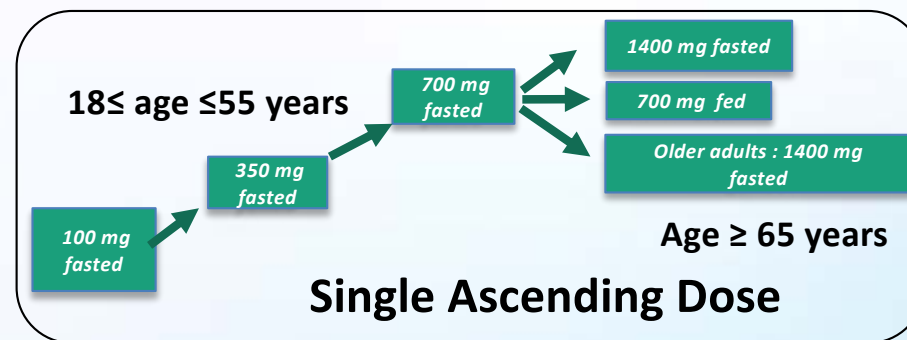 18≤ age ≤55 years
100 mg
fasted
350 mg
fasted
700 mg
fasted
1400 mg fasted
700 mg fed
Older adults : 1400 mg
fasted
Age ≥ 65 years
Single Ascending Dose